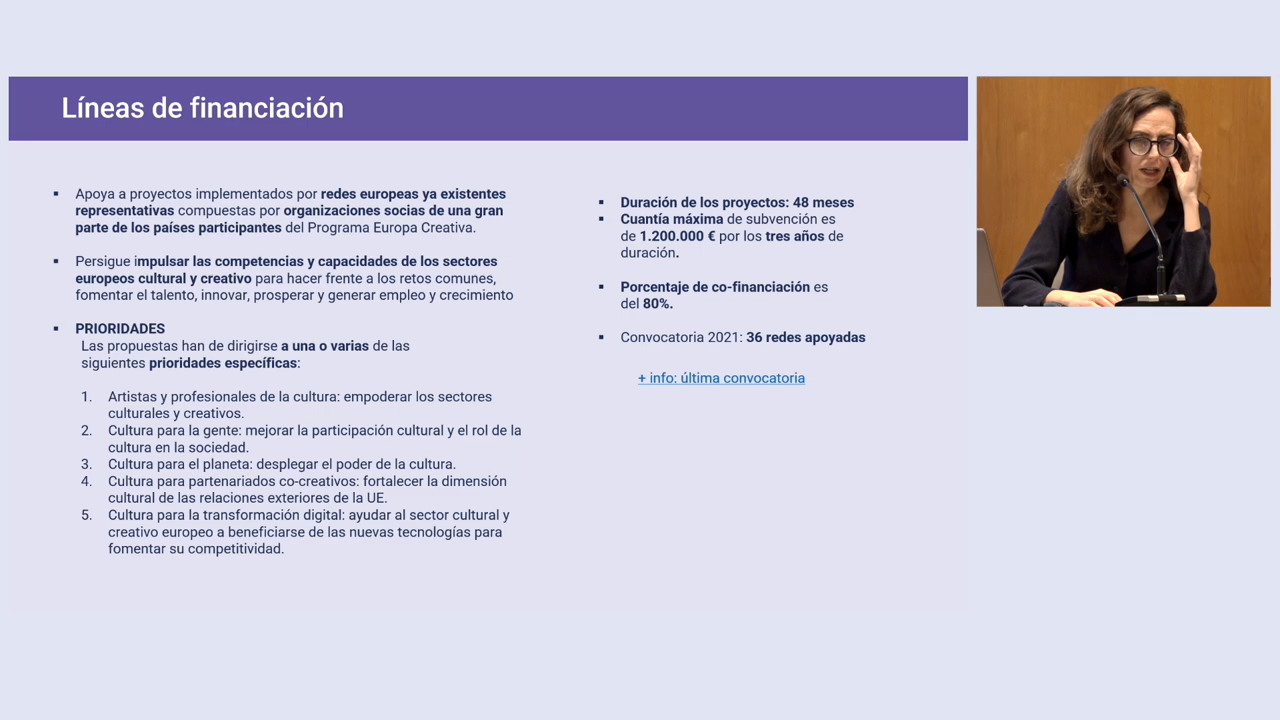 Líneas de financiación
▪ Apoya a proyectos implementados por redes europeas ya existentes
representativas compuestas por organizaciones socias de una gran
parte de los países participantes del Programa Europa Creativa.
▪ Persigue impulsar las competencias y capacidades de los sectores
europeos cultural y creativo para hacer frente a los retos comunes,
fomentar el talento, innovar, prosperar y generar empleo y crecimiento
▪ PRIORIDADES
Las propuestas han de dirigirse a una o varias de las
siguientes prioridades específicas:
1. Artistas y profesionales de la cultura: empoderar los sectores
culturales y creativos.
2. Cultura para la gente: mejorar la participación cultural y el rol de la
cultura en la sociedad.
3. Cultura para el planeta: desplegar el poder de la cultura.
4. Cultura para partenariados co-creativos: fortalecer la dimensión
cultural de las relaciones exteriores de la UE.
5. Cultura para la transformación digital: ayudar al sector cultural y
creativo europeo a beneficiarse de las nuevas tecnologías para
fomentar su competitividad.
▪ Duración de los proyectos: 48 meses
▪ Cuantía máxima de subvención es
de 1.200.000 € por los tres años de
duración.
▪ Porcentaje de co-financiación es
del 80%.
▪ Convocatoria 2021: 36 redes apoyadas
+ info: última convocatoria